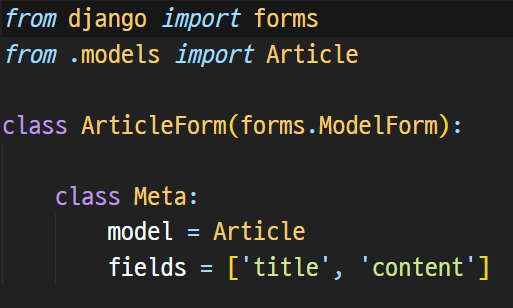 from django import forms
from .models import Article
class ArticleForm(forms.ModelForm):
class Meta:
model = Article
fields = ['title', 'content']